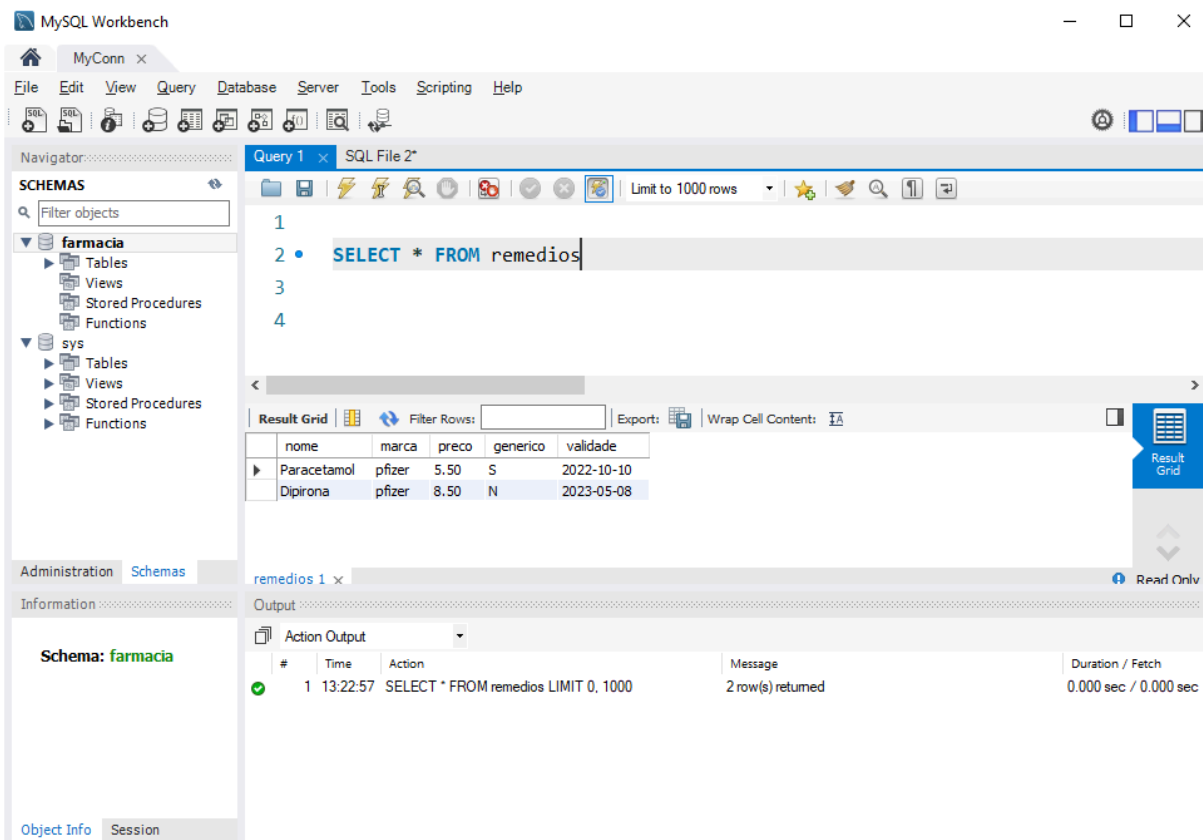 MySQL Workbench
MyConn
File Edit View Query Database Server Tools Scripting Help
Navigator
SCHEMAS
Filter objects
farmacia
Tables
Views
Stored Procedures
Functions
sys
Tables
Views
Stored Procedures
Functions
Administration Schemas
Information
Schema: farmacia
Object Info Session
Query 1 SQL File 2*
Limit to 1000 rows
1
2 SELECT * FROM remedios
3
4
Result Grid Filter Rows: Export: Wrap Cell Content:
nome marca preco generico validade
Paracetamol pfizer 5.50 S 2022-10-10
Dipirona pfizer 8.50 N 2023-05-08
Result
Grid
remedios 1 Read Only
Output
Action Output
# Time Action Message Duration / Fetch
1 13:22:57 SELECT * FROM remedios LIMIT 0, 1000 2 row(s) returned 0.000 sec / 0.000 sec